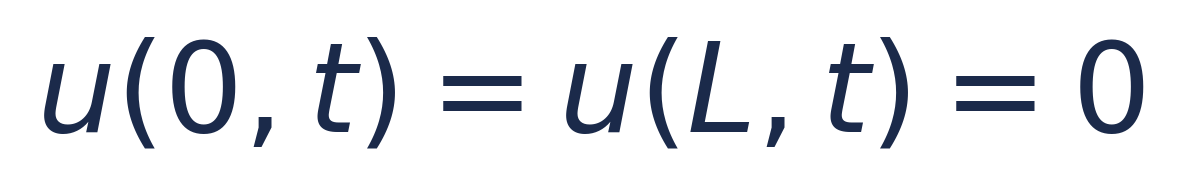 u(0, t) = u(L, t) = 0